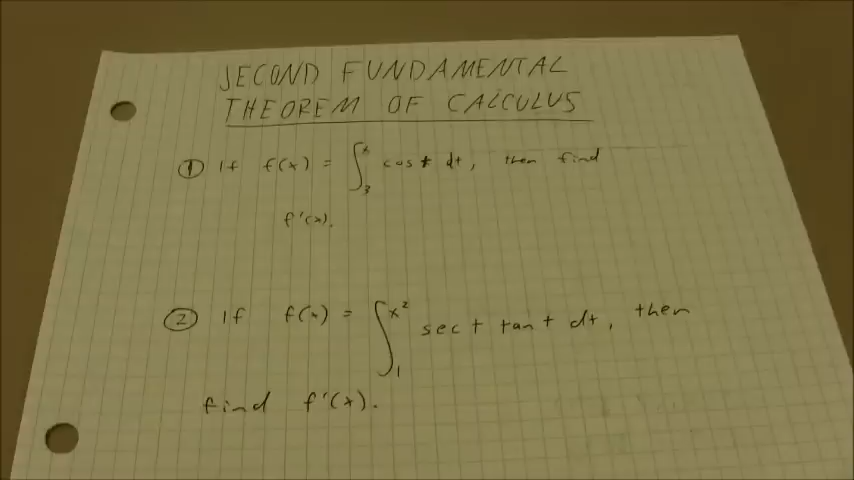 SECOND FUNDAMENTAL
THEOREM OF CALCULUS
① If f(x) = ∫₃ˣ cos t dt, then find
f'(x).
② If f(x) = ∫₁^(x²) sec t tan t dt, then
find f'(x).